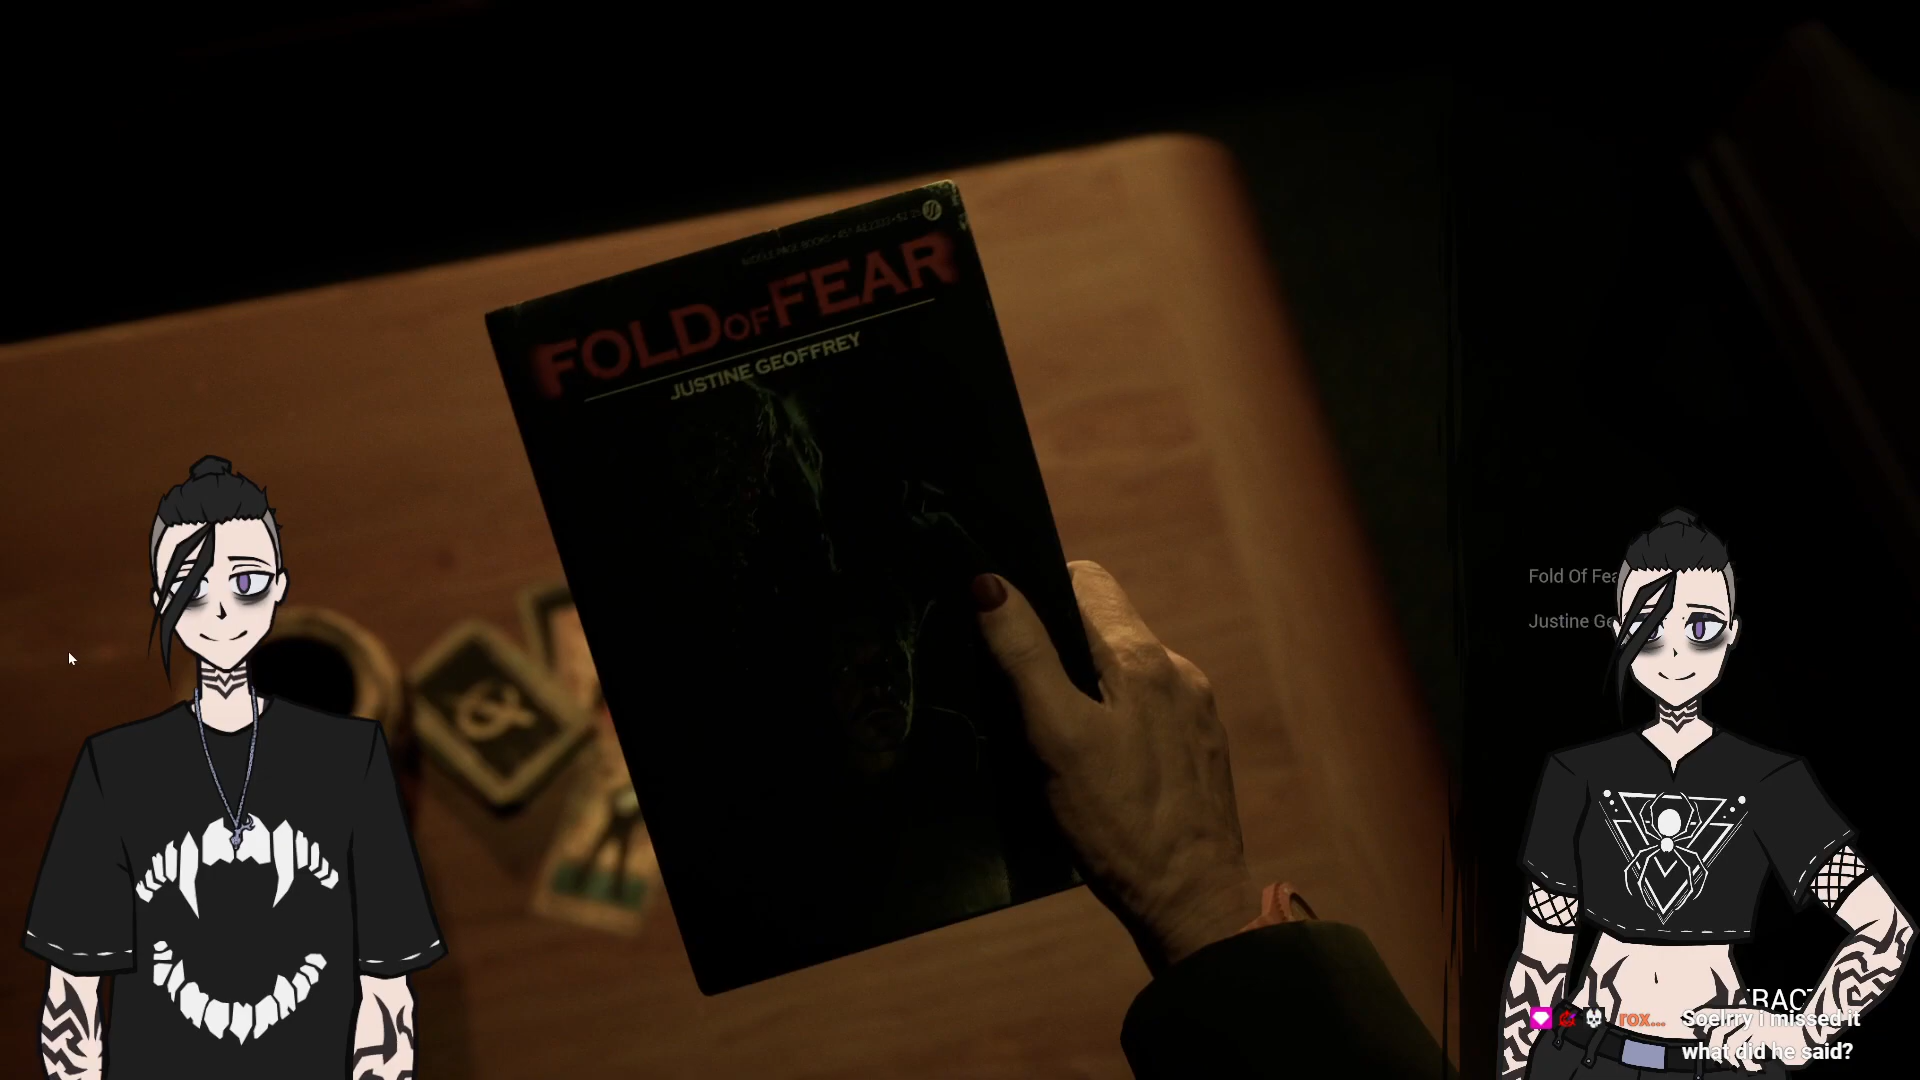 FOLD OF FEAR
JUSTINE GEOFFREY
Fold Of Fea
Justine Ge
rox... Soelrry i missed it
what did he said?